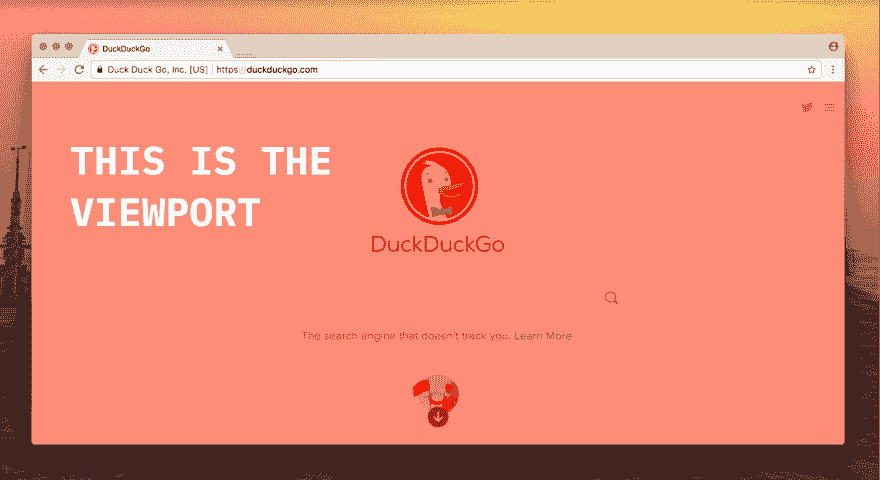 DuckDuckGo
Duck Duck Go, Inc. [US] | https://duckduckgo.com
THIS IS THE
VIEWPORT
DuckDuckGo
The search engine that doesn't track you. Learn More